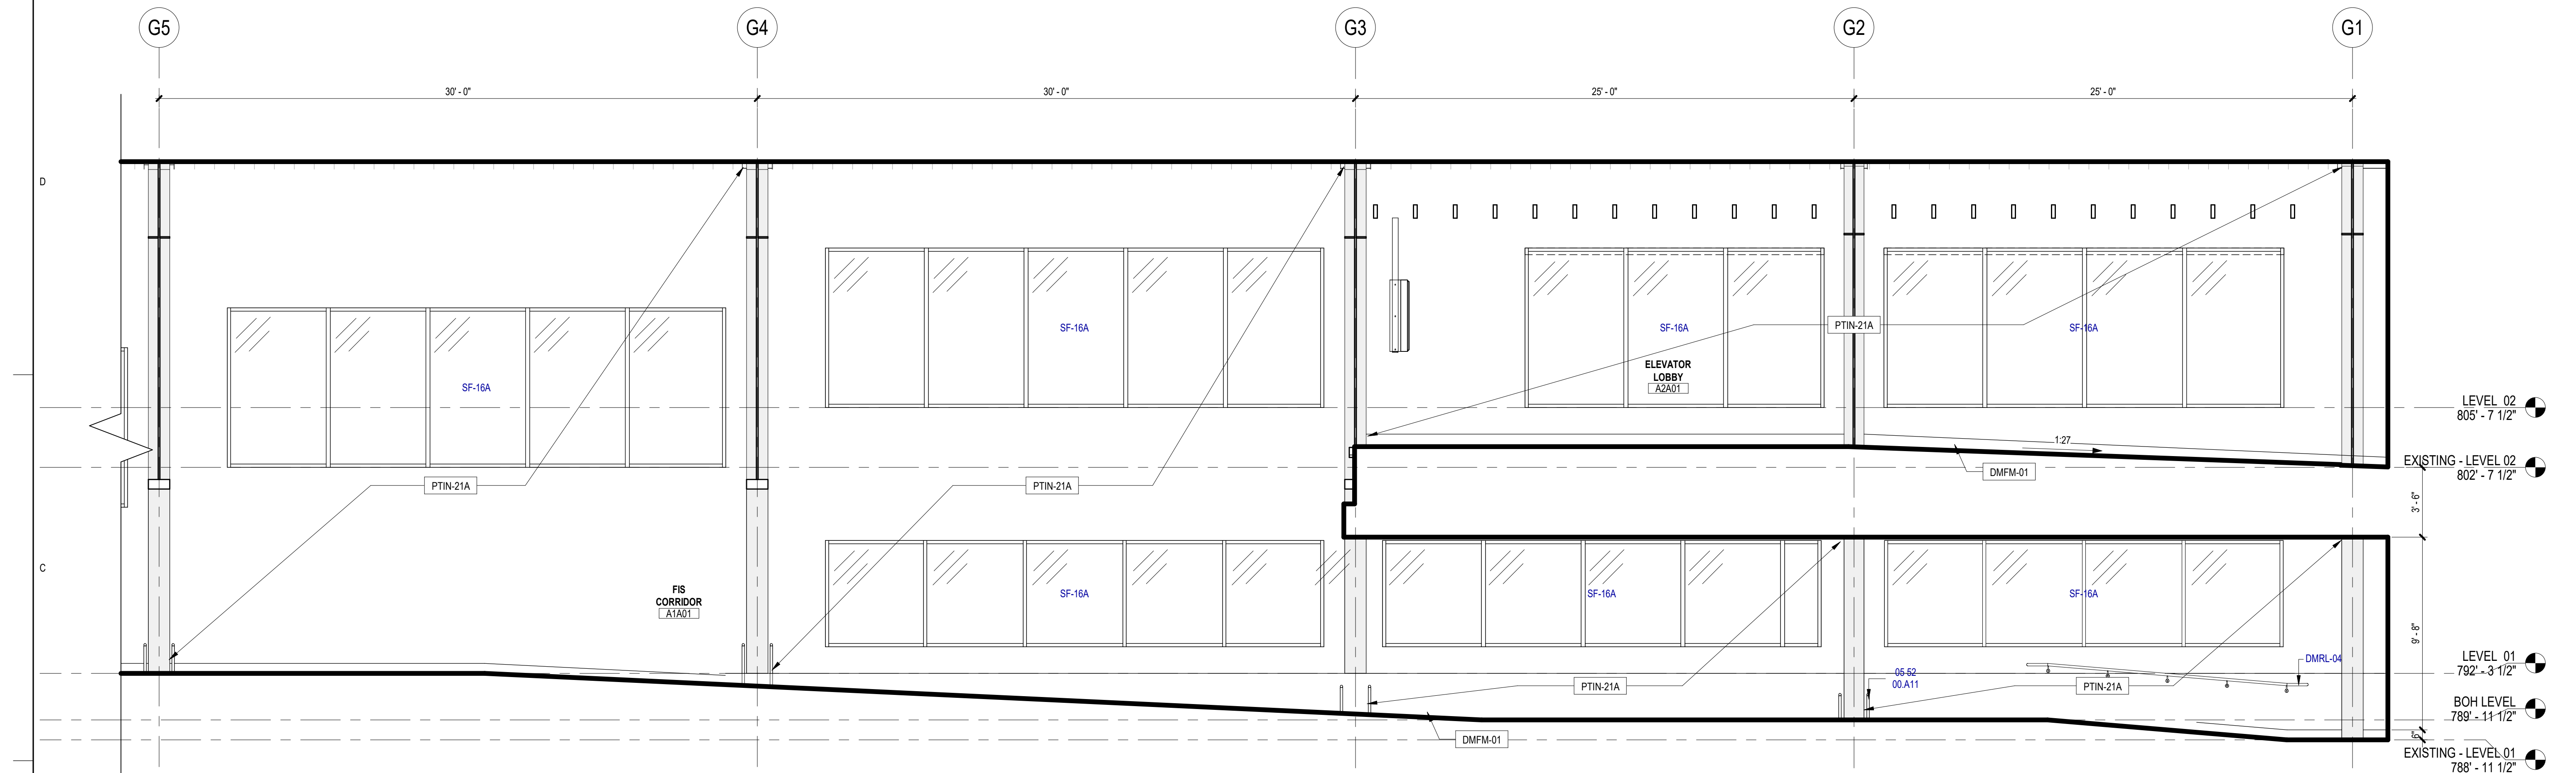 G5
G4
G3
G2
G1
30' - 0"
30' - 0"
25' - 0"
25' - 0"
D
SF-16A
SF-16A
SF-16A
PTIN-21A
SF-16A
ELEVATOR
LOBBY
A2A01
LEVEL 02
805' - 7 1/2"
1:27
DMFM-01
EXISTING - LEVEL 02
802' - 7 1/2"
PTIN-21A
PTIN-21A
3' - 6"
C
FIS
CORRIDOR
A1A01
SF-16A
SF-16A
SF-16A
9' - 8"
DMRL-04
LEVEL 01
792' - 3 1/2"
05 52
00.A11
PTIN-21A
PTIN-21A
BOH LEVEL
789' - 11 1/2"
DMFM-01
6"
EXISTING - LEVEL 01
788' - 11 1/2"